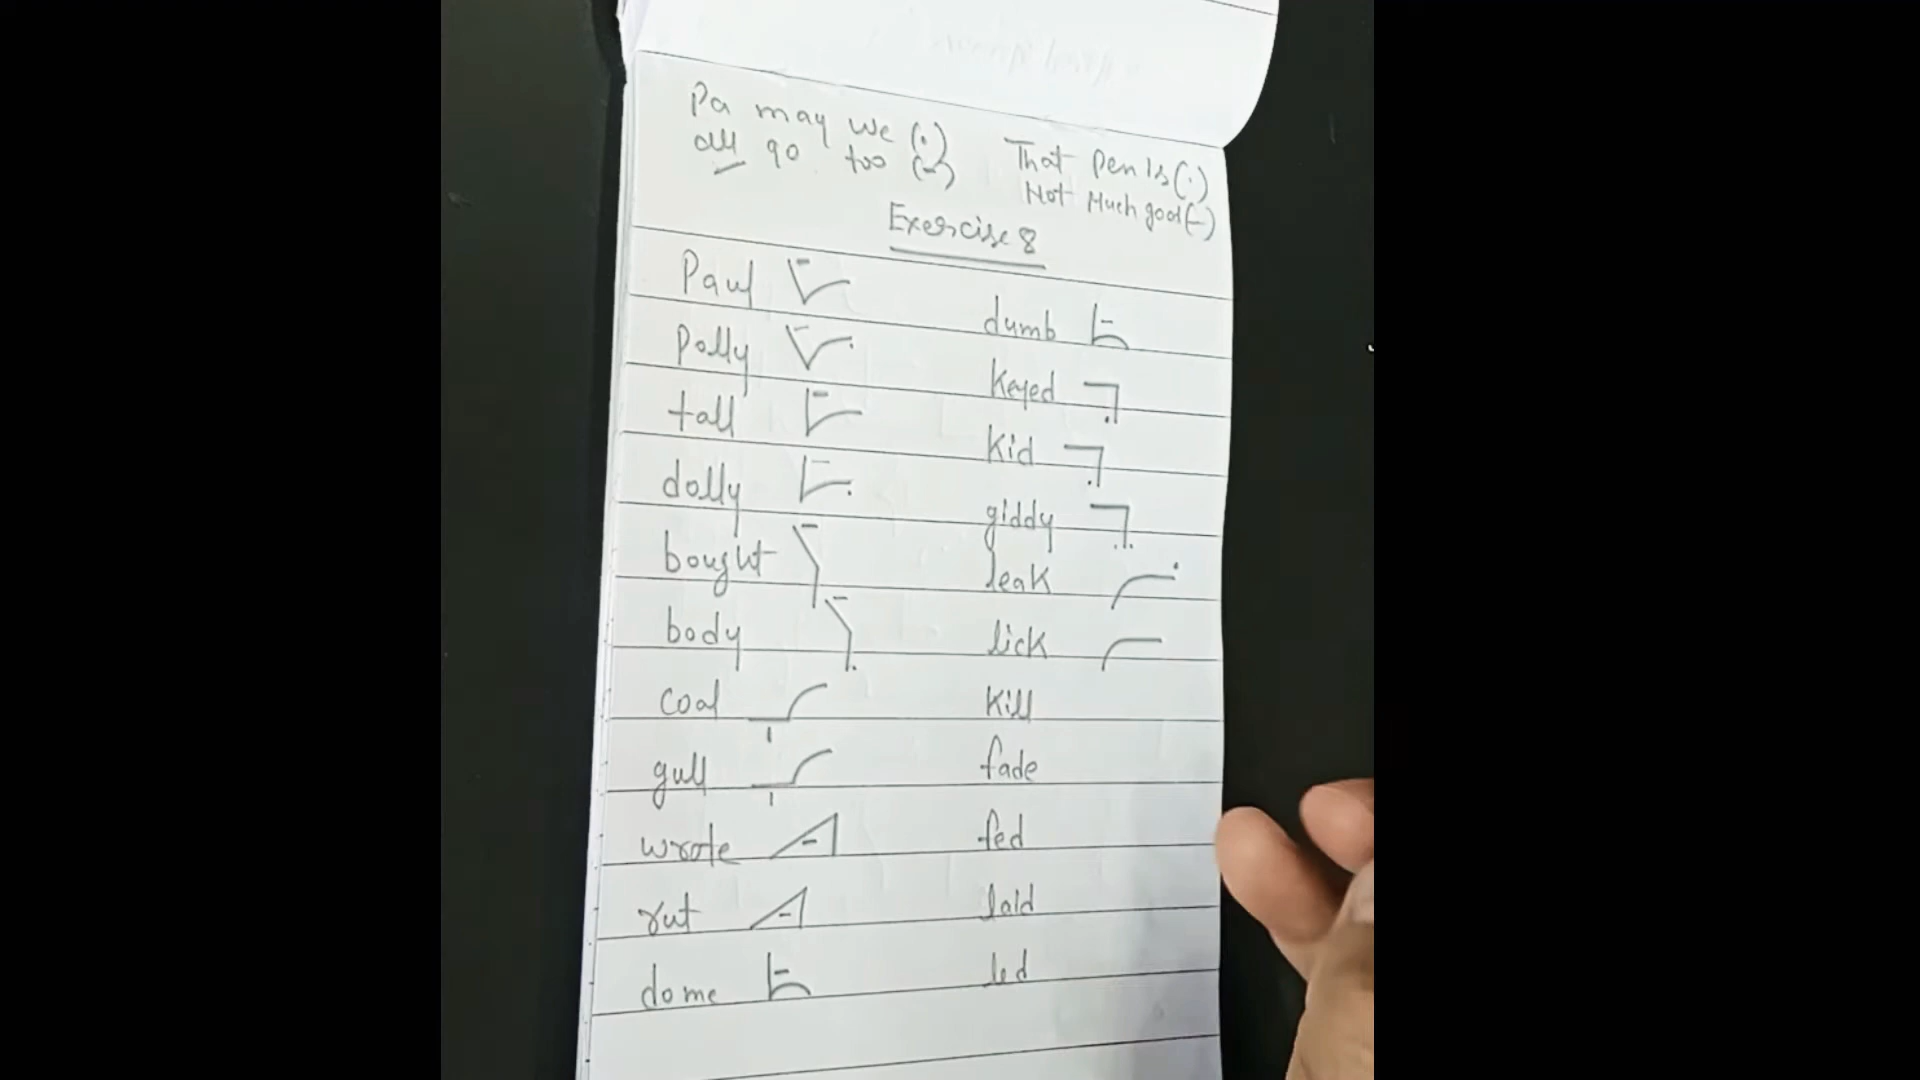 Pa may we (.)
all go too (-)
That Pen Is (.)
Not Much good (-)
Exercise 8
Paul
Polly
tall
dolly
bought
body
coal
gull
wrote
rut
dome
dumb
Keyed
Kid
giddy
leak
lick
Kill
fade
fed
laid
led